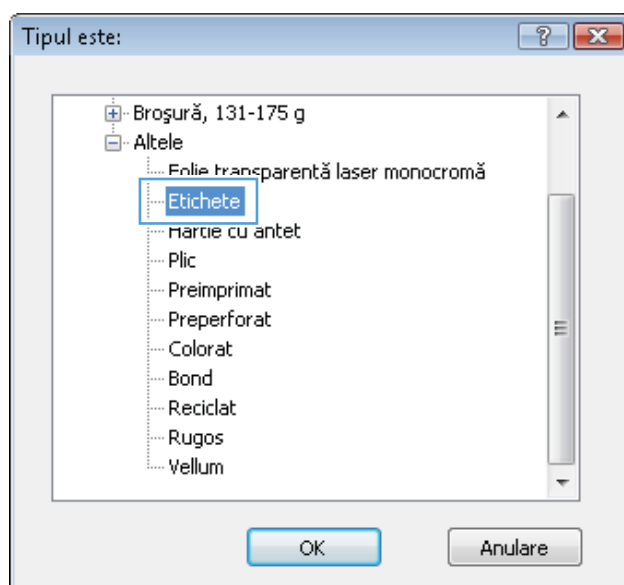 Tipul este:
Broşură, 131-175 g
Altele
Folie transparentă laser monocromă
Etichete
Hârtie cu antet
Plic
Preimprimat
Preperforat
Colorat
Bond
Reciclat
Rugos
Vellum
OK
Anulare